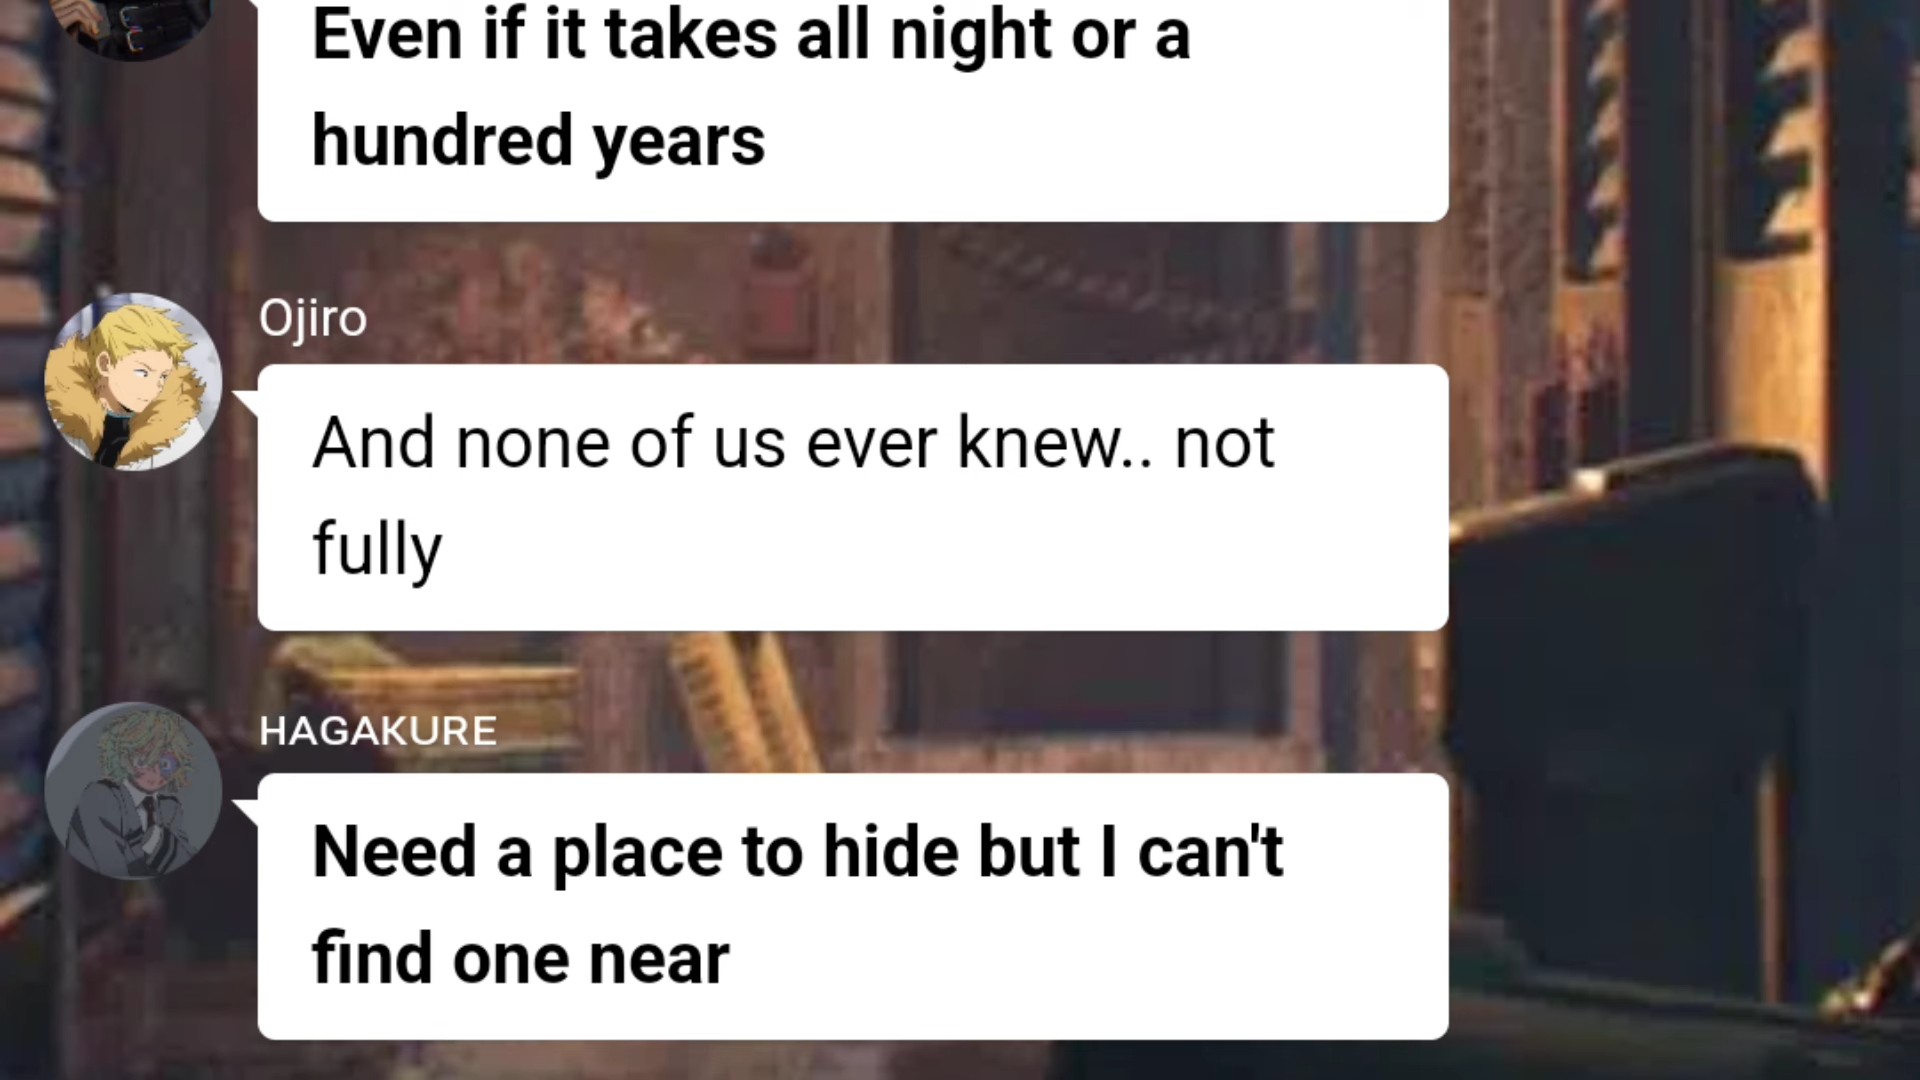 Even if it takes all night or a
hundred years
Ojiro
And none of us ever knew.. not
fully
HAGAKURE
Need a place to hide but I can't
find one near